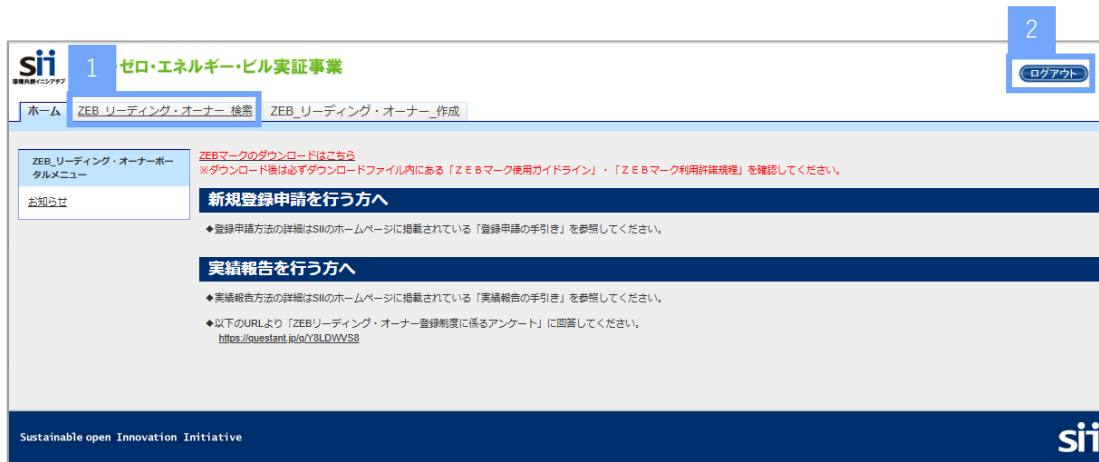 2
sii
環境共創イニシアチブ
1
ゼロ・エネルギー・ビル実証事業
ログアウト
ホーム
ZEB_リーディング・オーナー_検索
ZEB_リーディング・オーナー_作成
ZEB_リーディング・オーナーポータルメニュー
お知らせ
ZEBマークのダウンロードはこちら
※ダウンロード後は必ずダウンロードファイル内にある「ZEBマーク使用ガイドライン」・「ZEBマーク利用許諾規程」を確認してください。
新規登録申請を行う方へ
◆登録申請方法の詳細はSIIのホームページに掲載されている「登録申請の手引き」を参照してください。
実績報告を行う方へ
◆実績報告方法の詳細はSIIのホームページに掲載されている「実績報告の手引き」を参照してください。
◆以下のURLより「ZEBリーディング・オーナー登録制度に係るアンケート」に回答してください。
https://questant.jp/q/Y8LDWVS8
Sustainable open Innovation Initiative
sii